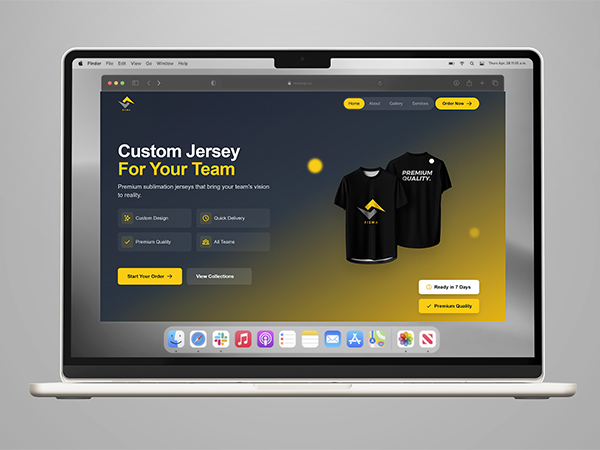 Finder File Edit View Go Window Help
Home About Gallery Services Order Now
Custom Jersey
For Your Team
Premium sublimation jerseys that bring your team's vision
to reality.
Custom Design Quick Delivery
Premium Quality All Teams
Start Your Order View Collections
PREMIUM
QUALITY.
Ready in 7 Days
Premium Quality